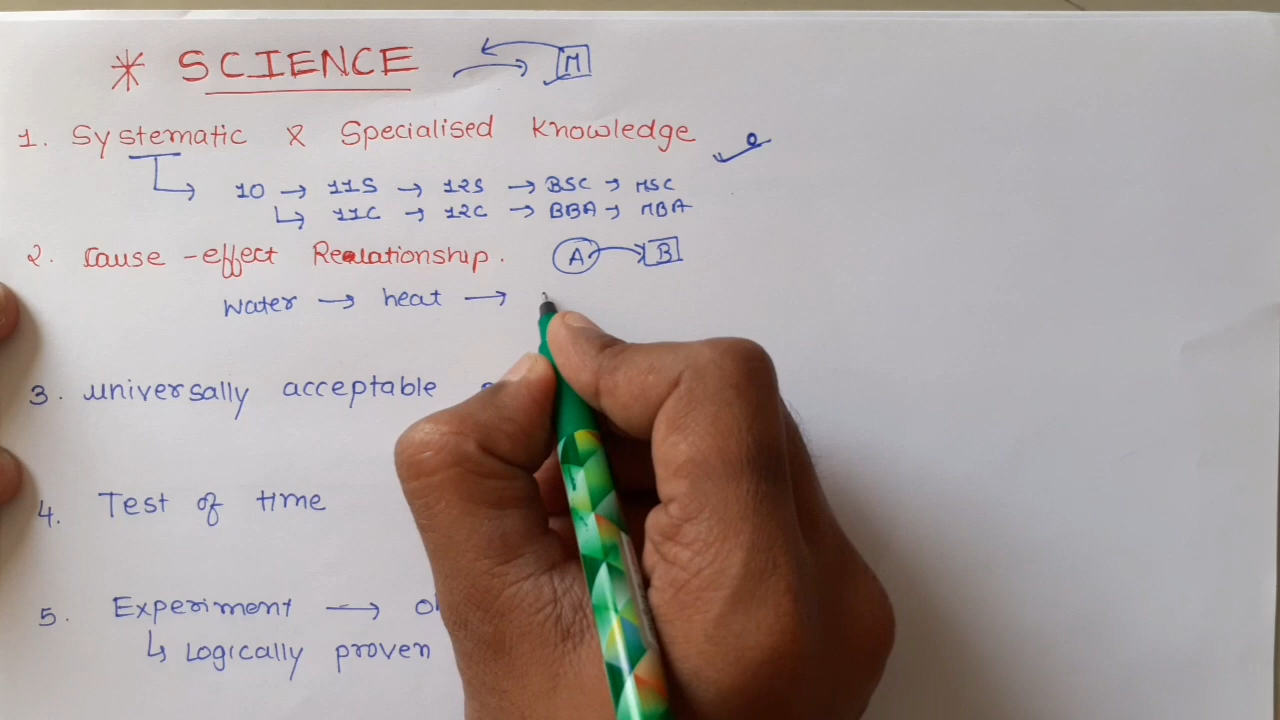 * SCIENCE M
1. Systematic & Specialised Knowledge
10 → 11S → 12S → BSC → MSC
↳ 11C → 12C → BBA → MBA
2. Cause-effect Relationship. A → B
Water → heat →
3. universally acceptable
4. Test of time
5. Experiment →
↳ Logically proven